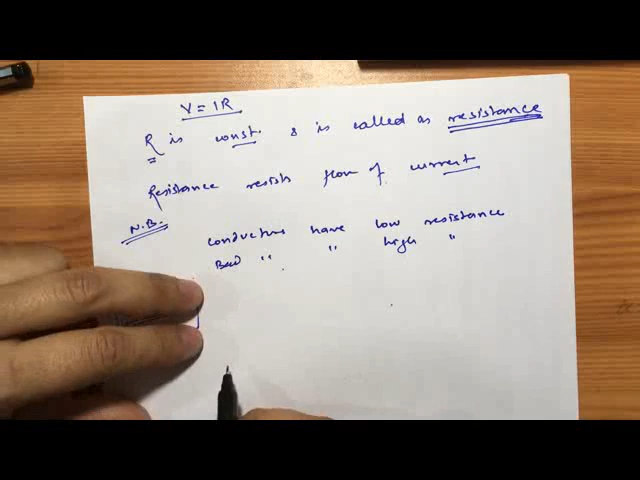 V = IR
R is const. & is called as resistance
Resistance resists flow of current
N.B.
Conductors have low resistance
Bad " " high "